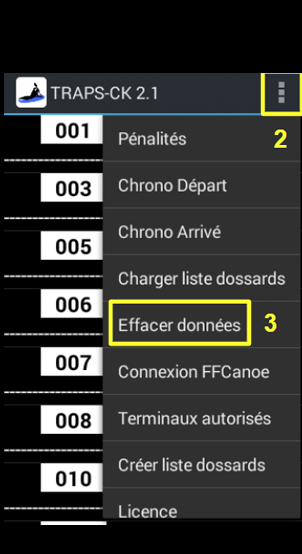 TRAPS-CK 2.1
2
001
003
005
006
007
008
010
Pénalités
Chrono Départ
Chrono Arrivé
Charger liste dossards
Effacer données 3
Connexion FFCanoe
Terminaux autorisés
Créer liste dossards
Licence